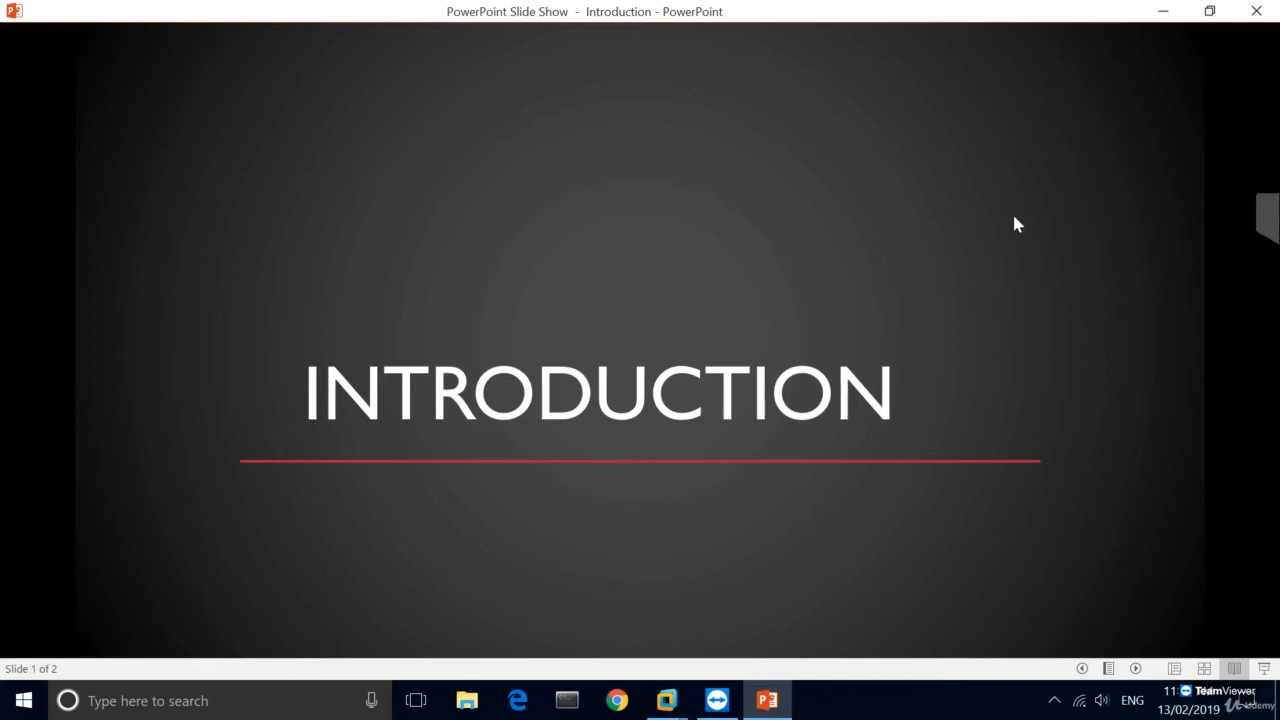 PowerPoint Slide Show - Introduction - PowerPoint
INTRODUCTION
Slide 1 of 2
Type here to search
ENG
TeamViewer
13/02/2019
Udemy